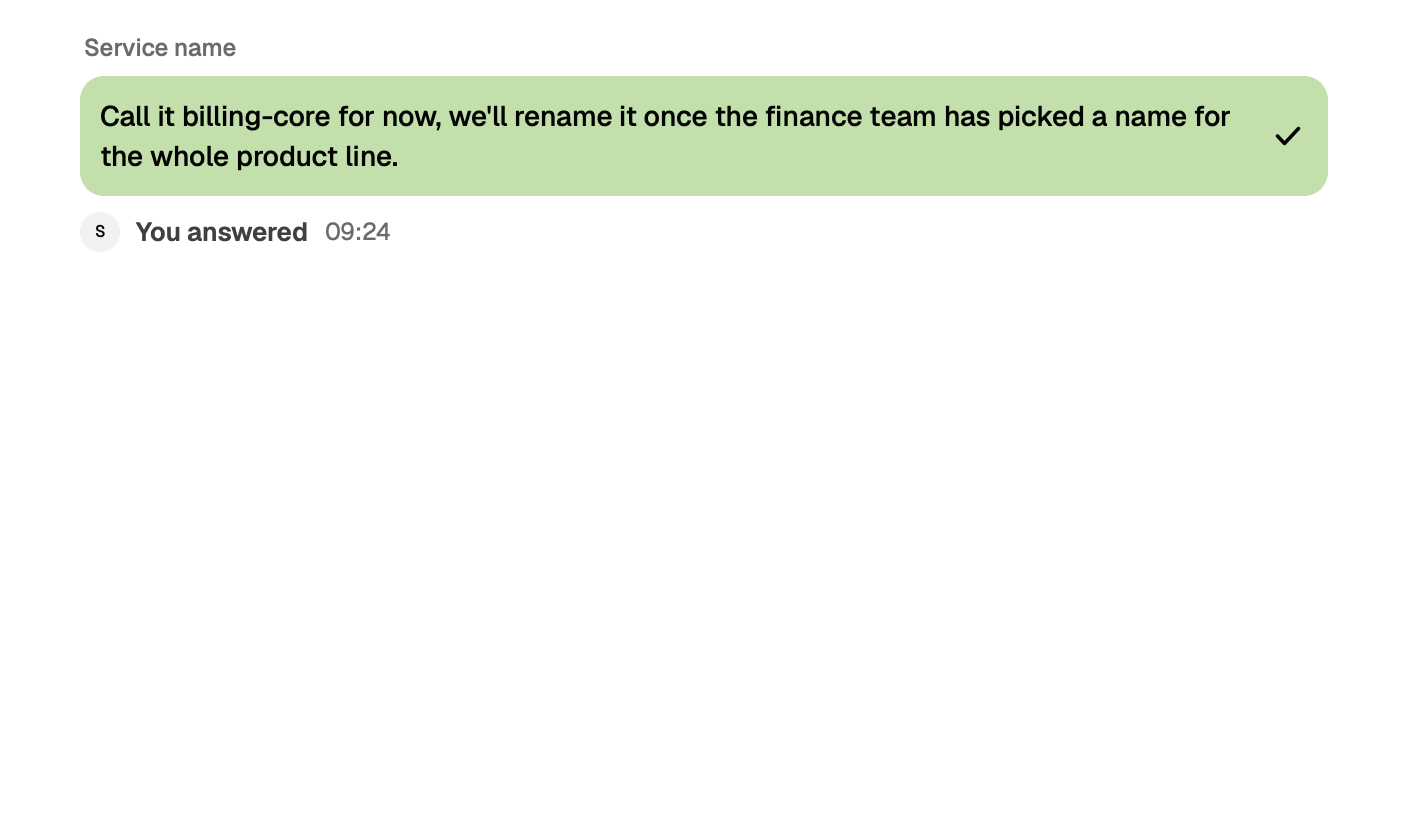 Service name
Call it billing-core for now, we'll rename it once the finance team has picked a name for
the whole product line.
S You answered 09:24